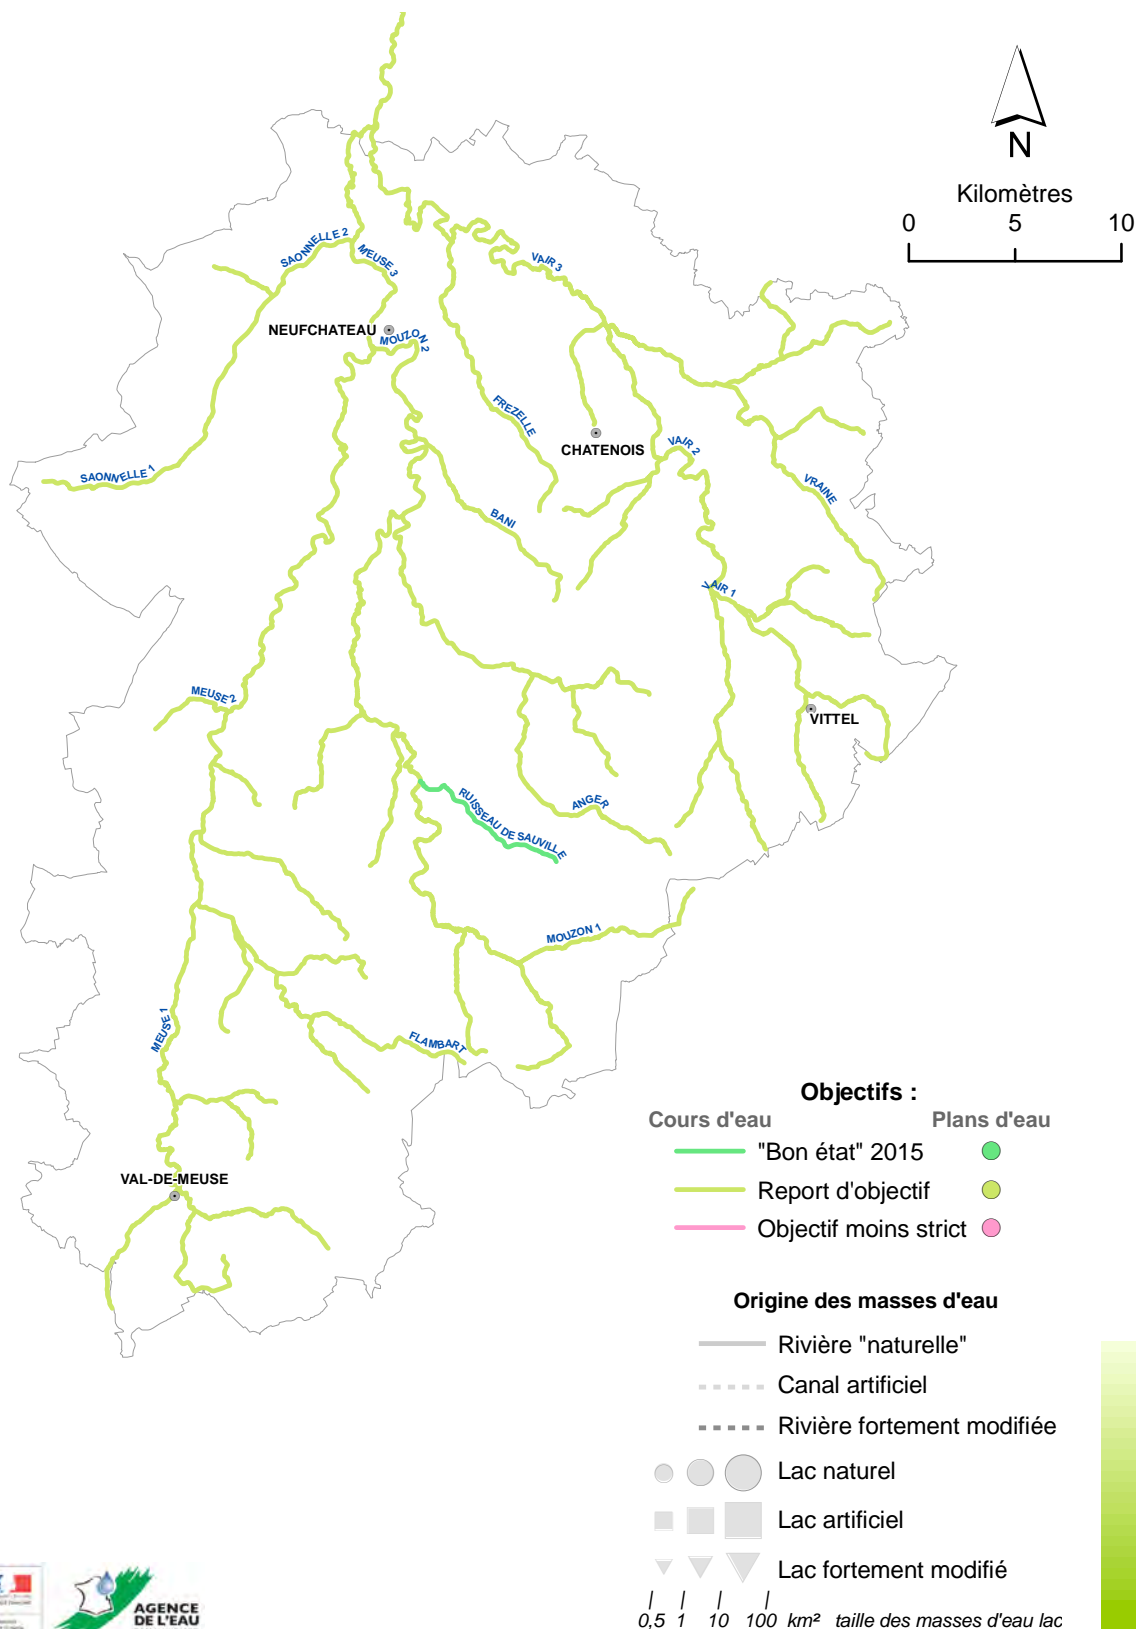 N
Kilomètres
0 5 10
SAONNELLE 2
MEUSE 3
VAIR 3
NEUFCHATEAU
MOUZON 2
FREZELLE
CHATENOIS
VAIR 2
SAONNELLE 1
VRAINE
BANI
VAIR 1
MEUSE 2
VITTEL
RUISSEAU DE SAUVILLE
ANGER
MOUZON 1
MEUSE 1
FLAMBART
VAL-DE-MEUSE
Objectifs :
Cours d'eau Plans d'eau
"Bon état" 2015
Report d'objectif
Objectif moins strict
Origine des masses d'eau
Rivière "naturelle"
Canal artificiel
Rivière fortement modifiée
Lac naturel
Lac artificiel
Lac fortement modifié
0,5 1 10 100 km² taille des masses d'eau lac
AGENCE
DE L'EAU